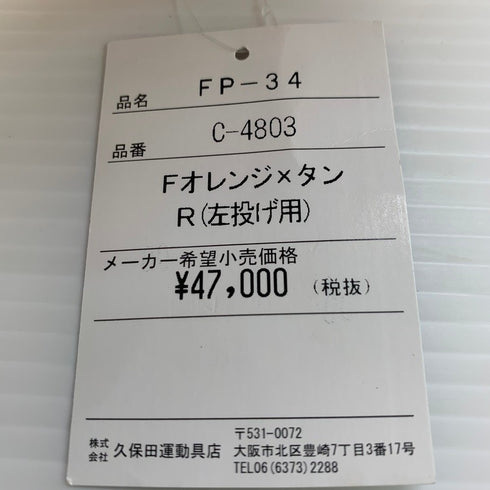 品名 FP-34
品番 C-4803
Fオレンジ×タン
R(左投げ用)
メーカー希望小売価格
¥47,000 (税抜)
株式会社 久保田運動具店
〒531-0072
大阪市北区豊崎7丁目3番17号
TEL06(6373)2288